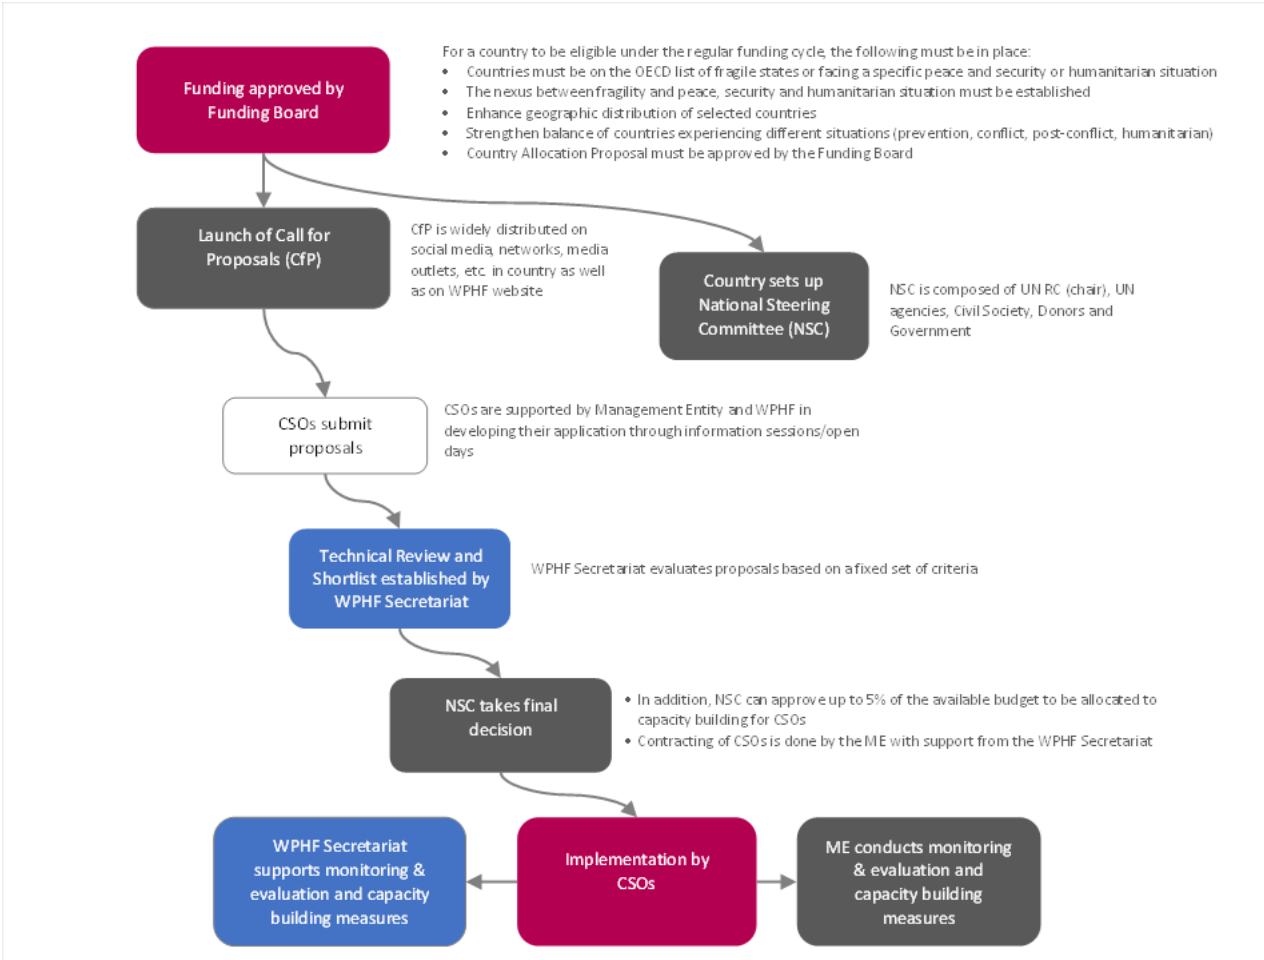 Funding approved by
Funding Board
For a country to be eligible under the regular funding cycle, the following must be in place:
• Countries must be on the OECD list of fragile states or facing a specific peace and security or humanitarian situation
• The nexus between fragility and peace, security and humanitarian situation must be established
• Enhance geographic distribution of selected countries
• Strengthen balance of countries experiencing different situations (prevention, conflict, post-conflict, humanitarian)
• Country Allocation Proposal must be approved by the Funding Board
Launch of Call for
Proposals (CfP)
CfP is widely distributed on
social media, networks, media
outlets, etc. in country as well
as on WPHF website
Country sets up
National Steering
Committee (NSC)
NSC is composed of UN RC (chair), UN
agencies, Civil Society, Donors and
Government
CSOs submit
proposals
CSOs are supported by Management Entity and WPHF in
developing their application through information sessions/open
days
Technical Review and
Shortlist established by
WPHF Secretariat
WPHF Secretariat evaluates proposals based on a fixed set of criteria
NSC takes final
decision
• In addition, NSC can approve up to 5% of the available budget to be allocated to
capacity building for CSOs
• Contracting of CSOs is done by the ME with support from the WPHF Secretariat
WPHF Secretariat
supports monitoring &
evaluation and capacity
building measures
Implementation by
CSOs
ME conducts monitoring
& evaluation and
capacity building
measures